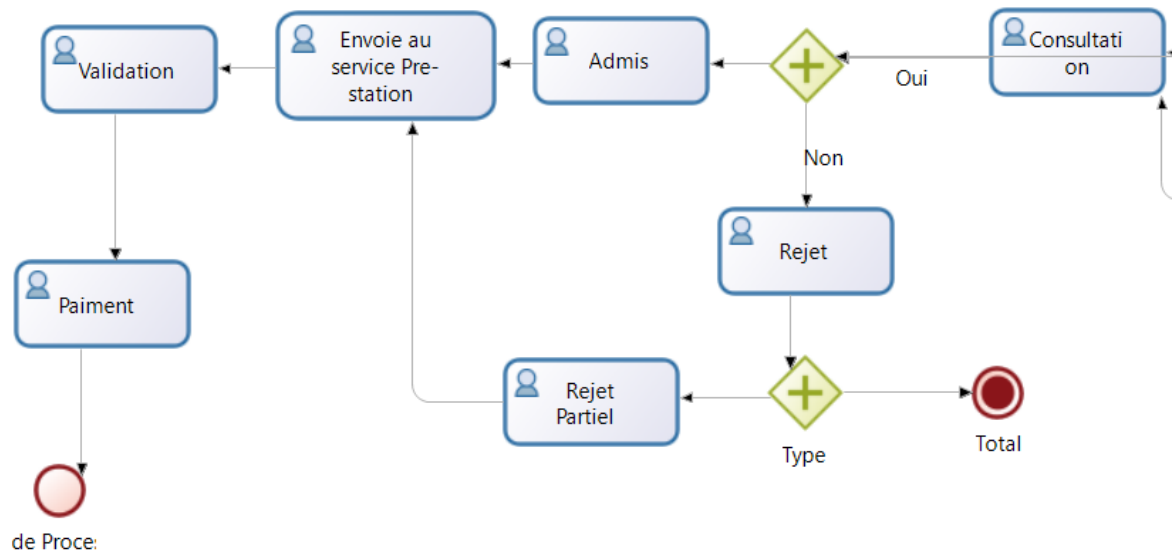 Validation
Envoie au
service Pre-
station
Admis
Oui
Consultati
on
Non
Rejet
Paiment
Rejet
Partiel
Type
Total
de Proce